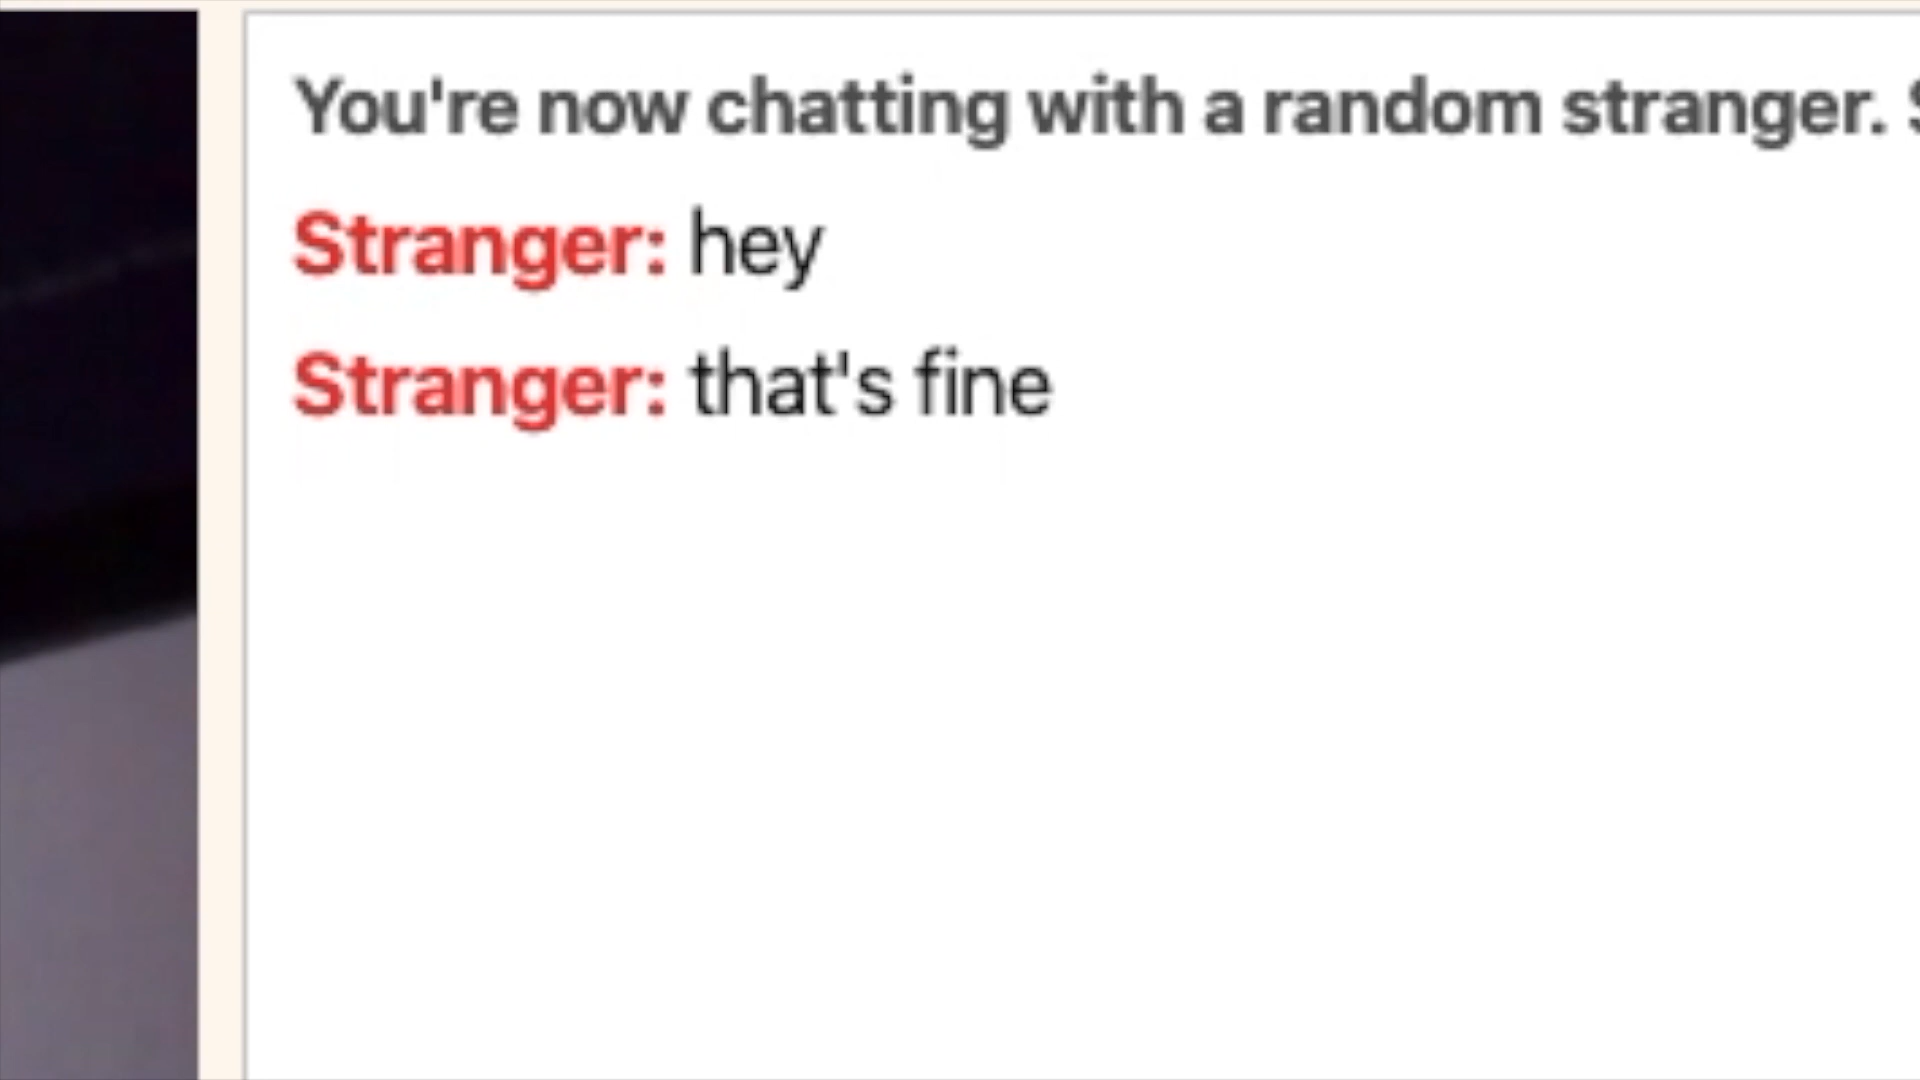 You're now chatting with a random stranger.
Stranger: hey
Stranger: that's fine